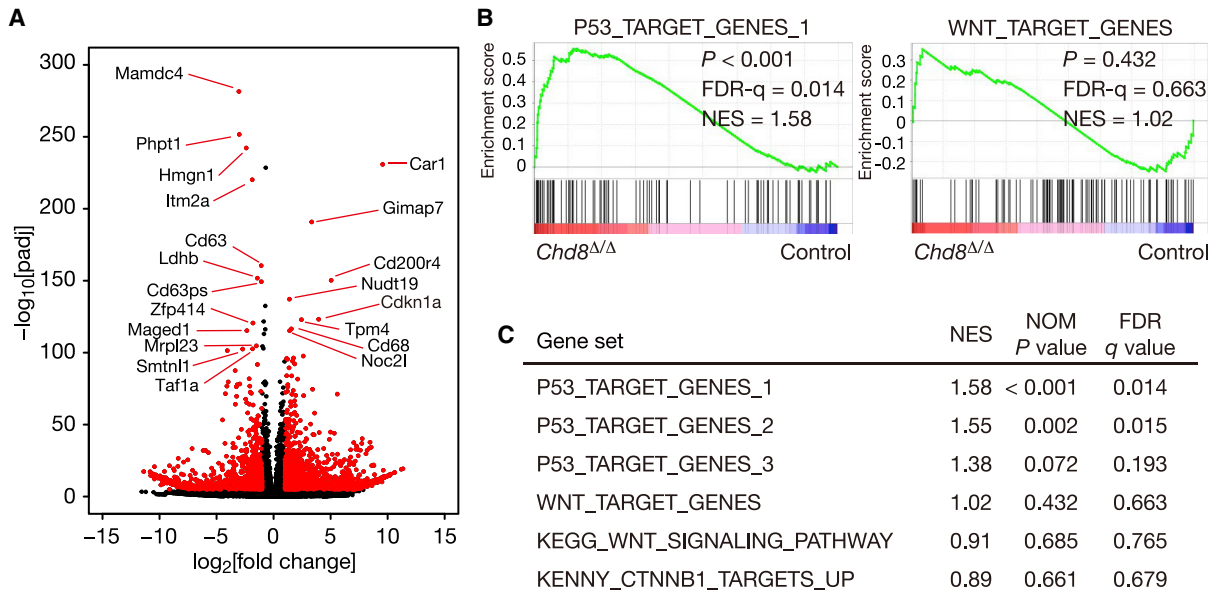 A
300
250
200
150
100
50
0
−log10[padj]
−15
−10
−5
0
5
10
15
log2[fold change]
Mamdc4
Phpt1
Hmgn1
Itm2a
Cd63
Ldhb
Cd63ps
Zfp414
Maged1
Mrpl23
Smtnl1
Taf1a
Car1
Gimap7
Cd200r4
Nudt19
Cdkn1a
Tpm4
Cd68
Noc2l
B
P53_TARGET_GENES_1
Enrichment score
0.5
0.4
0.3
0.2
0.1
0
P < 0.001
FDR-q = 0.014
NES = 1.58
Chd8Δ/Δ
Control
WNT_TARGET_GENES
Enrichment score
0.3
0.2
0.1
0
-0.1
-0.2
P = 0.432
FDR-q = 0.663
NES = 1.02
Chd8Δ/Δ
Control
C
Gene set NES NOM P value FDR q value
P53_TARGET_GENES_1 1.58 < 0.001 0.014
P53_TARGET_GENES_2 1.55 0.002 0.015
P53_TARGET_GENES_3 1.38 0.072 0.193
WNT_TARGET_GENES 1.02 0.432 0.663
KEGG_WNT_SIGNALING_PATHWAY 0.91 0.685 0.765
KENNY_CTNNB1_TARGETS_UP 0.89 0.661 0.679